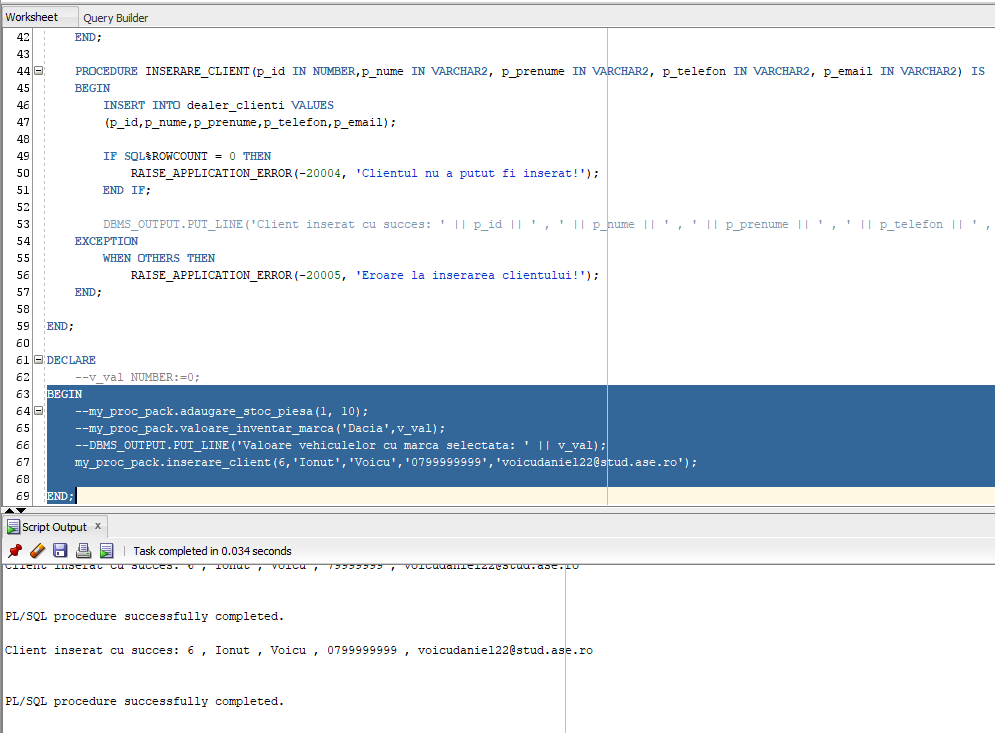 Worksheet Query Builder
42 END;
43
44 PROCEDURE INSERARE_CLIENT(p_id IN NUMBER,p_nume IN VARCHAR2, p_prenume IN VARCHAR2, p_telefon IN VARCHAR2, p_email IN VARCHAR2) IS
45 BEGIN
46 INSERT INTO dealer_clienti VALUES
47 (p_id,p_nume,p_prenume,p_telefon,p_email);
48
49 IF SQL%ROWCOUNT = 0 THEN
50 RAISE_APPLICATION_ERROR(-20004, 'Clientul nu a putut fi inserat!');
51 END IF;
52
53 DBMS_OUTPUT.PUT_LINE('Client inserat cu succes: ' || p_id || ' , ' || p_nume || ' , ' || p_prenume || ' , ' || p_telefon || ' ,
54 EXCEPTION
55 WHEN OTHERS THEN
56 RAISE_APPLICATION_ERROR(-20005, 'Eroare la inserarea clientului!');
57 END;
58
59 END;
60
61 DECLARE
62 --v_val NUMBER:=0;
63 BEGIN
64 --my_proc_pack.adaugare_stoc_piesa(1, 10);
65 --my_proc_pack.valoare_inventar_marca('Dacia',v_val);
66 --DBMS_OUTPUT.PUT_LINE('Valoare vehiculelor cu marca selectata: ' || v_val);
67 my_proc_pack.inserare_client(6,'Ionut','Voicu','0799999999','voicudaniel22@stud.ase.ro');
68
69 END;
Script Output x
Task completed in 0.034 seconds
Client inserat cu succes: 6 , Ionut , Voicu , 79999999 , voicudaniel22@stud.ase.ro
PL/SQL procedure successfully completed.
Client inserat cu succes: 6 , Ionut , Voicu , 0799999999 , voicudaniel22@stud.ase.ro
PL/SQL procedure successfully completed.